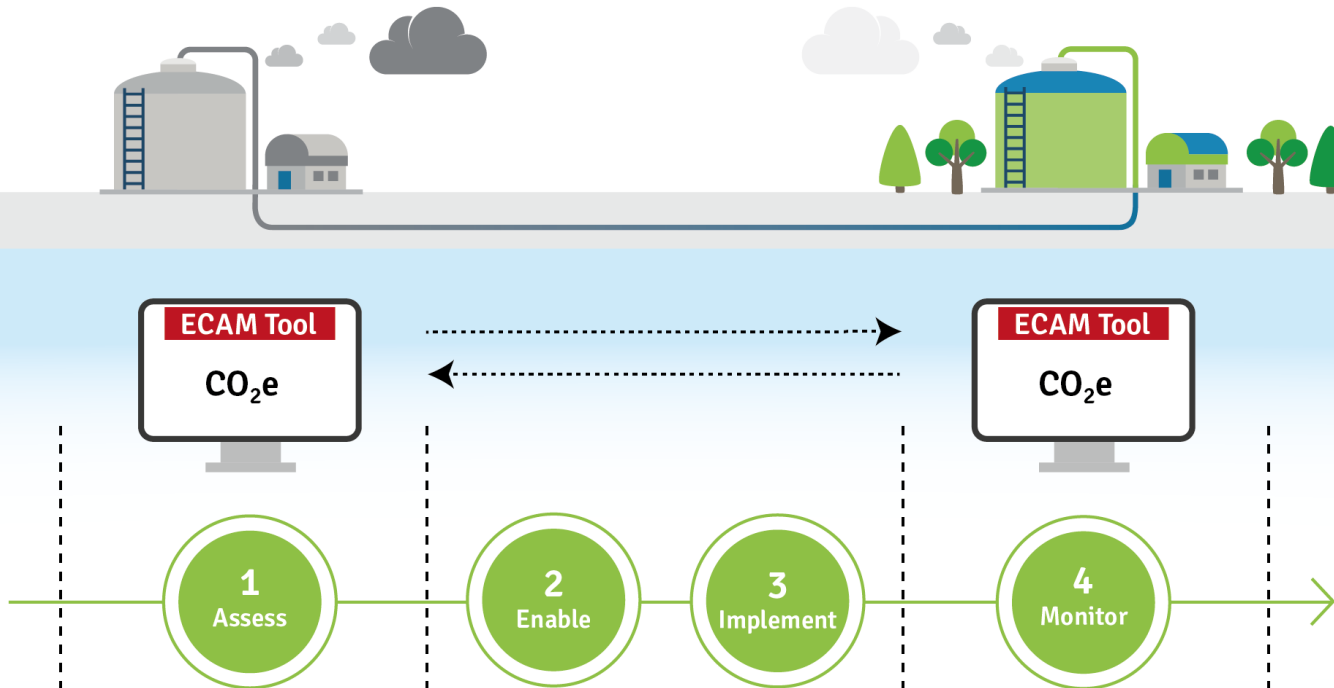 ECAM Tool
CO₂e
ECAM Tool
CO₂e
1
Assess
2
Enable
3
Implement
4
Monitor